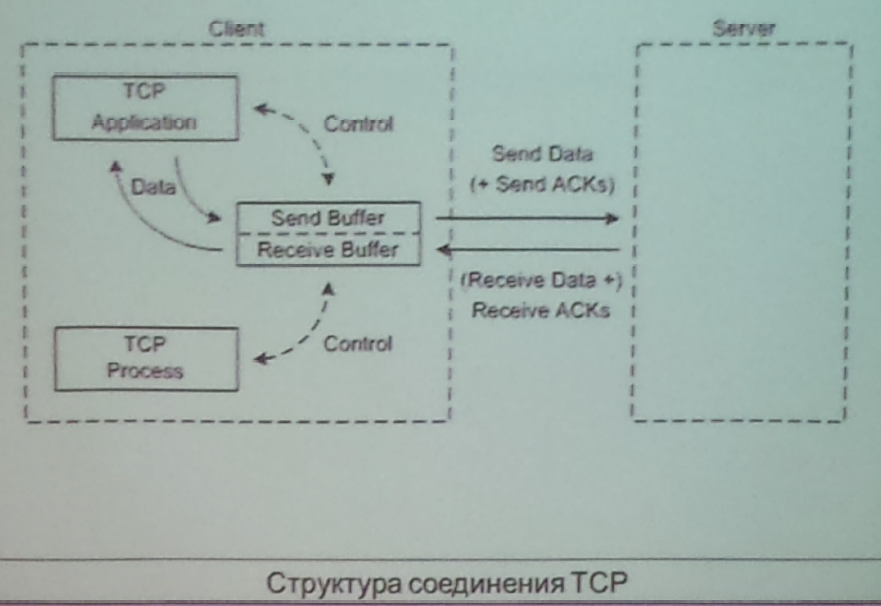 Client
Server
TCP
Application
Control
Data
Send Buffer
Receive Buffer
Send Data
(+ Send ACKs)
(Receive Data +)
Receive ACKs
TCP
Process
Control
Структура соединения TCP